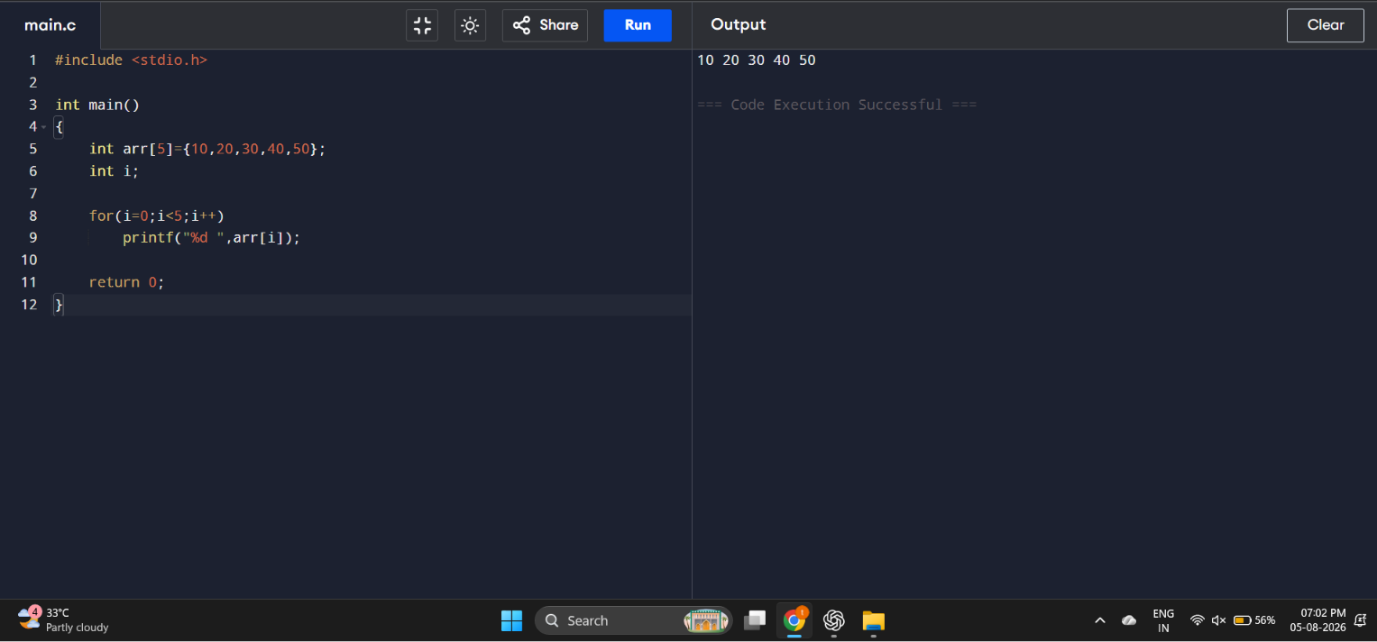 main.c
Share
Run
Output
Clear
1 #include <stdio.h>
2
3 int main()
4 {
5     int arr[5]={10,20,30,40,50};
6     int i;
7
8     for(i=0;i<5;i++)
9         printf("%d ",arr[i]);
10
11     return 0;
12 }
10 20 30 40 50
=== Code Execution Successful ===
4
33°C
Partly cloudy
Search
1
ENG
IN
56%
07:02 PM
05-08-2026